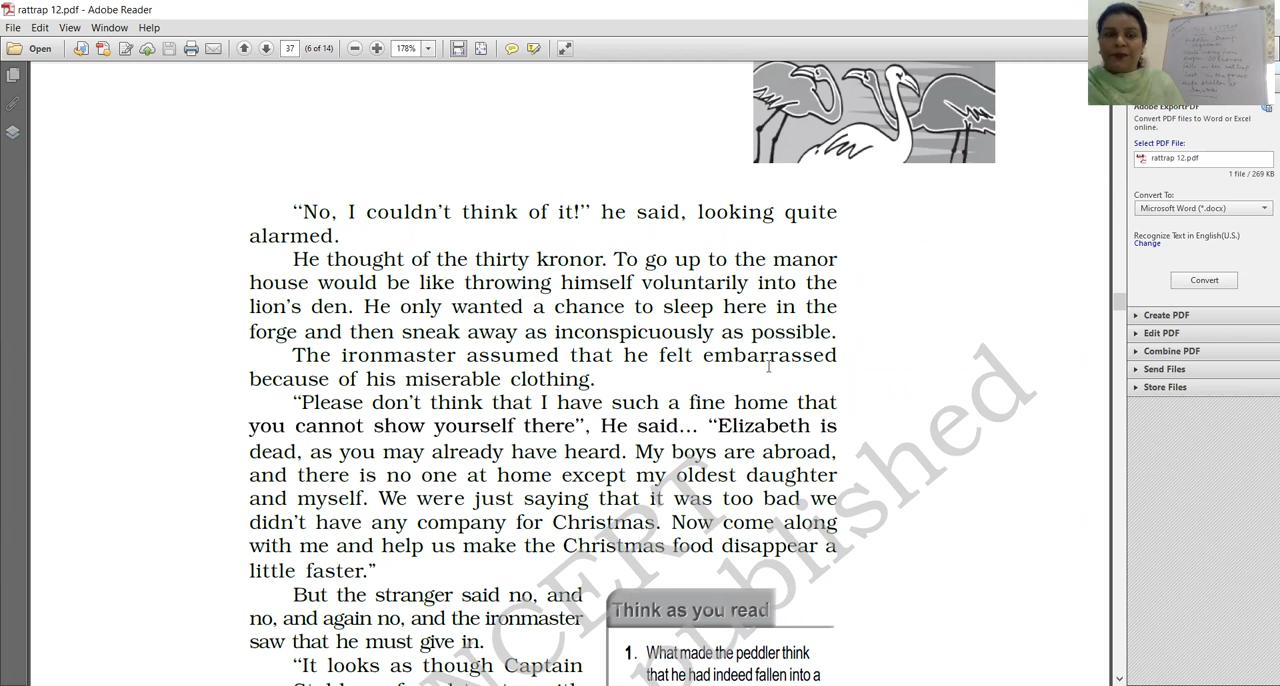 rattrap 12.pdf - Adobe Reader
File Edit View Window Help
Open 37 (6 of 14) 178%
"No, I couldn't think of it!" he said, looking quite
alarmed.
He thought of the thirty kronor. To go up to the manor
house would be like throwing himself voluntarily into the
lion's den. He only wanted a chance to sleep here in the
forge and then sneak away as inconspicuously as possible.
The ironmaster assumed that he felt embarrassed
because of his miserable clothing.
"Please don't think that I have such a fine home that
you cannot show yourself there", He said... "Elizabeth is
dead, as you may already have heard. My boys are abroad,
and there is no one at home except my oldest daughter
and myself. We were just saying that it was too bad we
didn't have any company for Christmas. Now come along
with me and help us make the Christmas food disappear a
little faster."
But the stranger said no, and
no, and again no, and the ironmaster
saw that he must give in.
"It looks as though Captain
Think as you read
1. What made the peddler think
that he had indeed fallen into a
NCERT
published
Adobe ExportPDF
Convert PDF files to Word or Excel
online.
Select PDF File:
rattrap 12.pdf
1 file / 269 KB
Convert To:
Microsoft Word (*.docx)
Recognize Text in English(U.S.)
Change
Convert
Create PDF
Edit PDF
Combine PDF
Send Files
Store Files